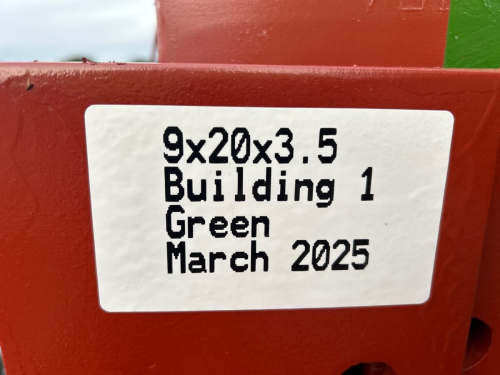 9x20x3.5
Building 1
Green
March 2025